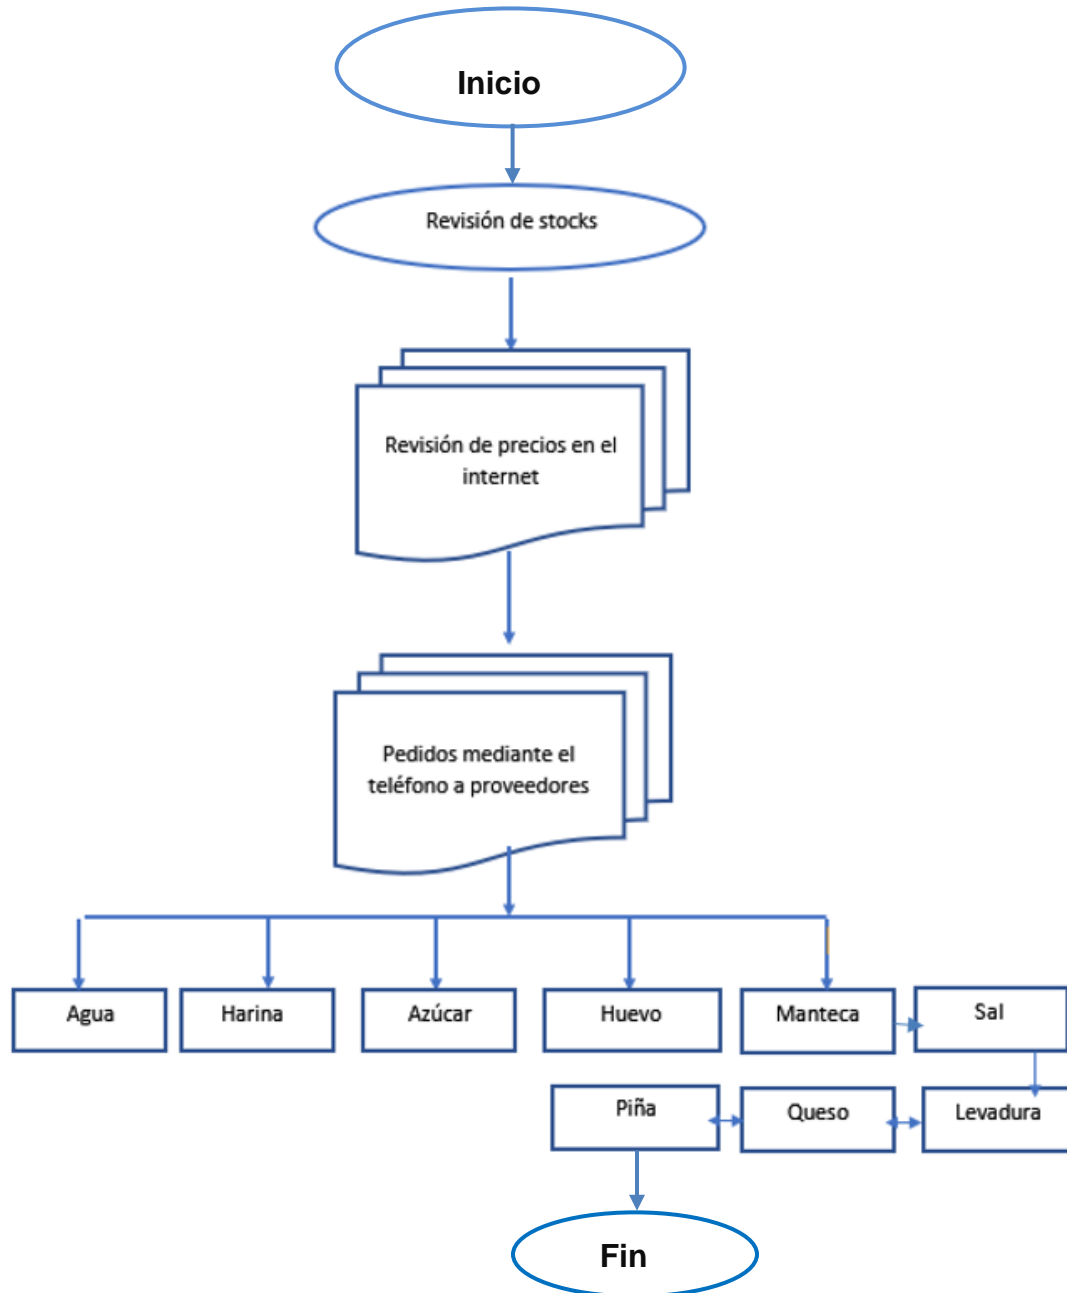 Inicio
Revisión de stocks
Revisión de precios en el
internet
Pedidos mediante el
teléfono a proveedores
Agua
Harina
Azúcar
Huevo
Manteca
Sal
Piña
Queso
Levadura
Fin